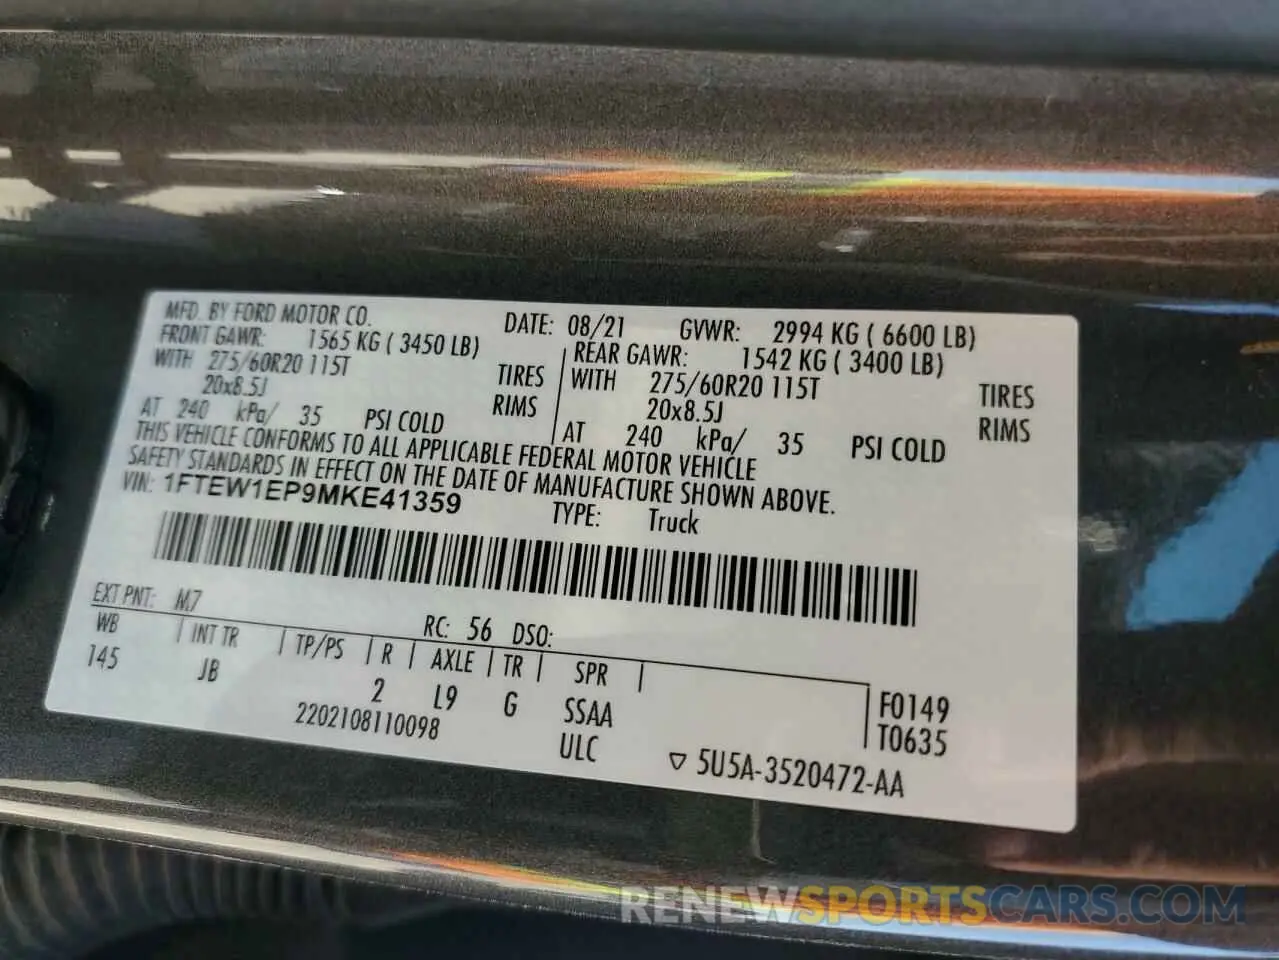 MFD. BY FORD MOTOR CO. DATE: 08/21 GVWR: 2994 KG ( 6600 LB)
FRONT GAWR: 1565 KG ( 3450 LB) REAR GAWR: 1542 KG ( 3400 LB)
WITH 275/60R20 115T TIRES WITH 275/60R20 115T TIRES
20x8.5J RIMS 20x8.5J RIMS
AT 240 kPa/ 35 PSI COLD AT 240 kPa/ 35 PSI COLD
THIS VEHICLE CONFORMS TO ALL APPLICABLE FEDERAL MOTOR VEHICLE
SAFETY STANDARDS IN EFFECT ON THE DATE OF MANUFACTURE SHOWN ABOVE.
VIN: 1FTEW1EP9MKE41359 TYPE: Truck
EXT PNT: M7 RC: 56 DSO:
WB INT TR TP/PS R AXLE TR SPR F0149
145 JB 2 L9 G SSAA T0635
2202108110098 ULC ▽ 5U5A-3520472-AA
RENEWSPORTSCARS.COM